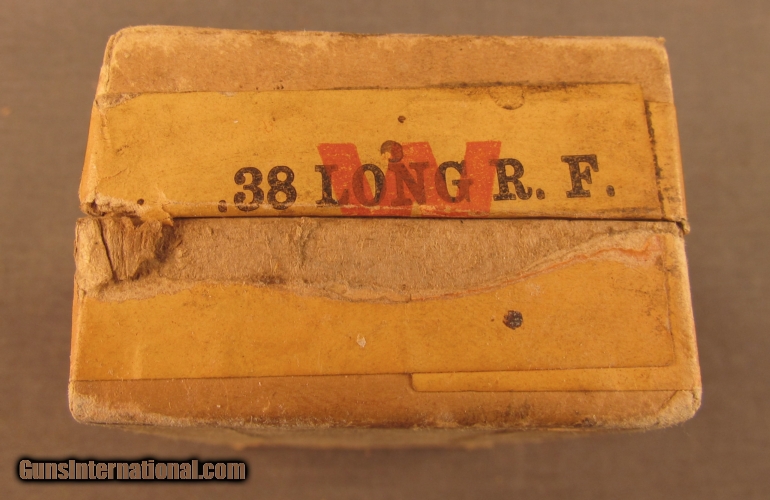 W
.38 LONG R. F.
GunsInternational.com